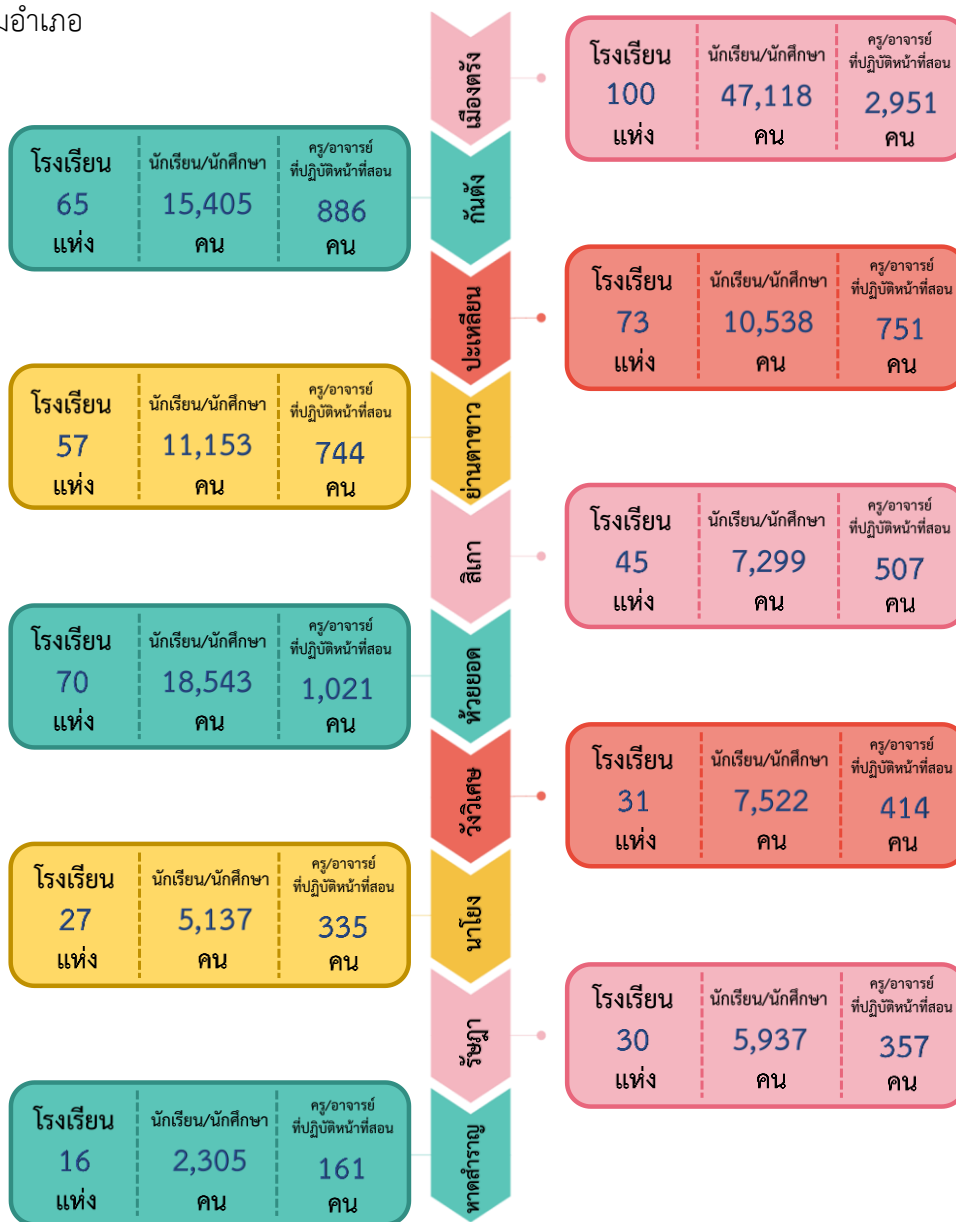 มอำเภอ
เมืองตรัง
โรงเรียน นักเรียน/นักศึกษา ครู/อาจารย์
ที่ปฏิบัติหน้าที่สอน
100 47,118 2,951
แห่ง คน คน
กันตัง
โรงเรียน นักเรียน/นักศึกษา ครู/อาจารย์
ที่ปฏิบัติหน้าที่สอน
65 15,405 886
แห่ง คน คน
ปะเหลียน
โรงเรียน นักเรียน/นักศึกษา ครู/อาจารย์
ที่ปฏิบัติหน้าที่สอน
73 10,538 751
แห่ง คน คน
ย่านตาขาว
โรงเรียน นักเรียน/นักศึกษา ครู/อาจารย์
ที่ปฏิบัติหน้าที่สอน
57 11,153 744
แห่ง คน คน
สิเกา
โรงเรียน นักเรียน/นักศึกษา ครู/อาจารย์
ที่ปฏิบัติหน้าที่สอน
45 7,299 507
แห่ง คน คน
ห้วยยอด
โรงเรียน นักเรียน/นักศึกษา ครู/อาจารย์
ที่ปฏิบัติหน้าที่สอน
70 18,543 1,021
แห่ง คน คน
วังวิเศษ
โรงเรียน นักเรียน/นักศึกษา ครู/อาจารย์
ที่ปฏิบัติหน้าที่สอน
31 7,522 414
แห่ง คน คน
นาโยง
โรงเรียน นักเรียน/นักศึกษา ครู/อาจารย์
ที่ปฏิบัติหน้าที่สอน
27 5,137 335
แห่ง คน คน
รัษฎา
โรงเรียน นักเรียน/นักศึกษา ครู/อาจารย์
ที่ปฏิบัติหน้าที่สอน
30 5,937 357
แห่ง คน คน
หาดสำราญ
โรงเรียน นักเรียน/นักศึกษา ครู/อาจารย์
ที่ปฏิบัติหน้าที่สอน
16 2,305 161
แห่ง คน คน